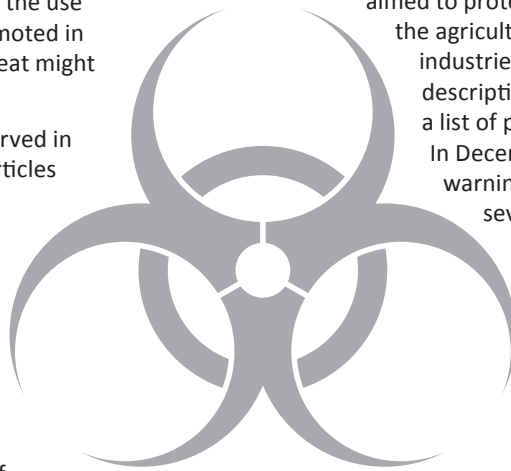 the use
moted in
eat might
rved in
rticles
f
aimed to prote
the agricult
industrie
descripti
a list of p
In Decer
warnin
sev